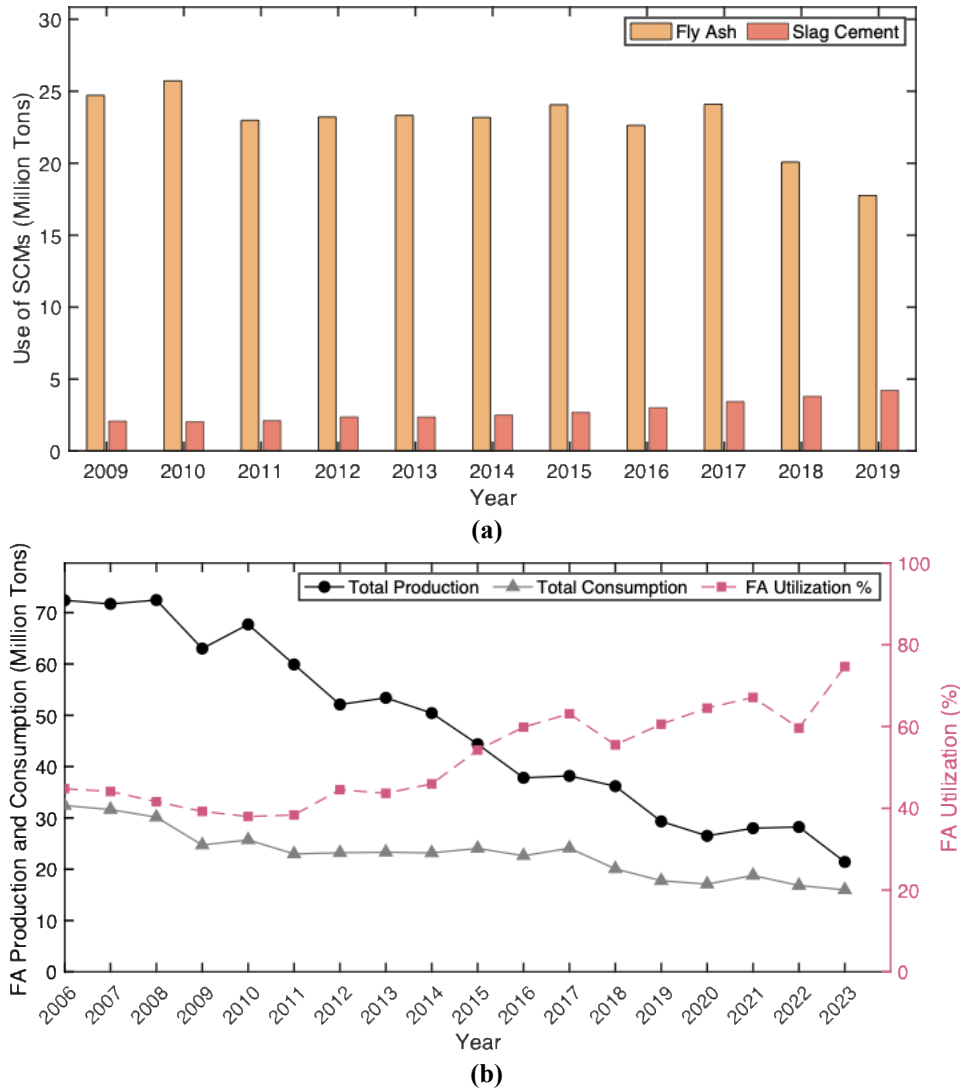 30
25
20
15
10
5
0
Use of SCMs (Million Tons)
Fly Ash Slag Cement
2009 2010 2011 2012 2013 2014 2015 2016 2017 2018 2019
Year
(a)
FA Production and Consumption (Million Tons)
70
60
50
40
30
20
10
0
Total Production Total Consumption FA Utilization %
100
80
60
40
20
0
FA Utilization (%)
2006 2007 2008 2009 2010 2011 2012 2013 2014 2015 2016 2017 2018 2019 2020 2021 2022 2023
Year
(b)